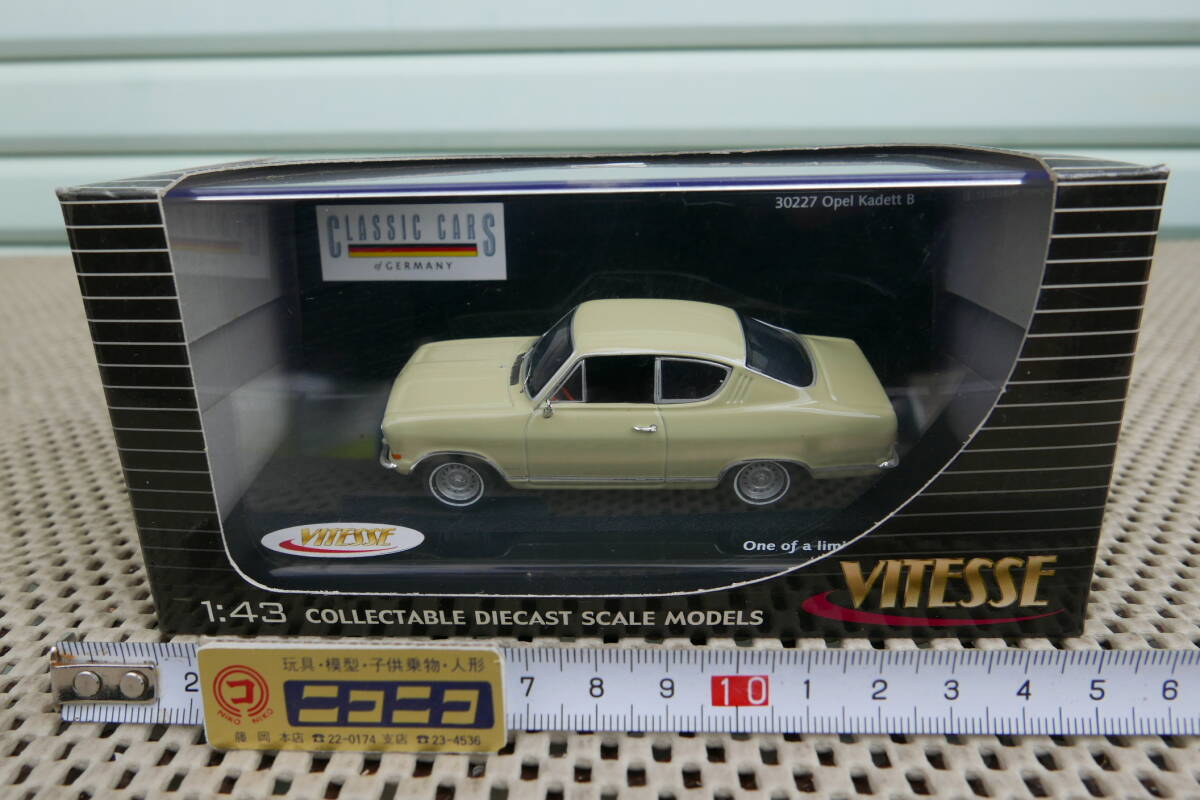 30227 Opel Kadett B
CLASSIC CARS
of GERMANY
VITESSE
One of a limi
VITESSE
1:43 COLLECTABLE DIECAST SCALE MODELS
玩具・模型・子供乗物・人形
コ
NIKO NIKO
ニコニコ
藤岡 本店☎22-0174 支店☎23-4536
2 7 8 9 10 1 2 3 4 5 6